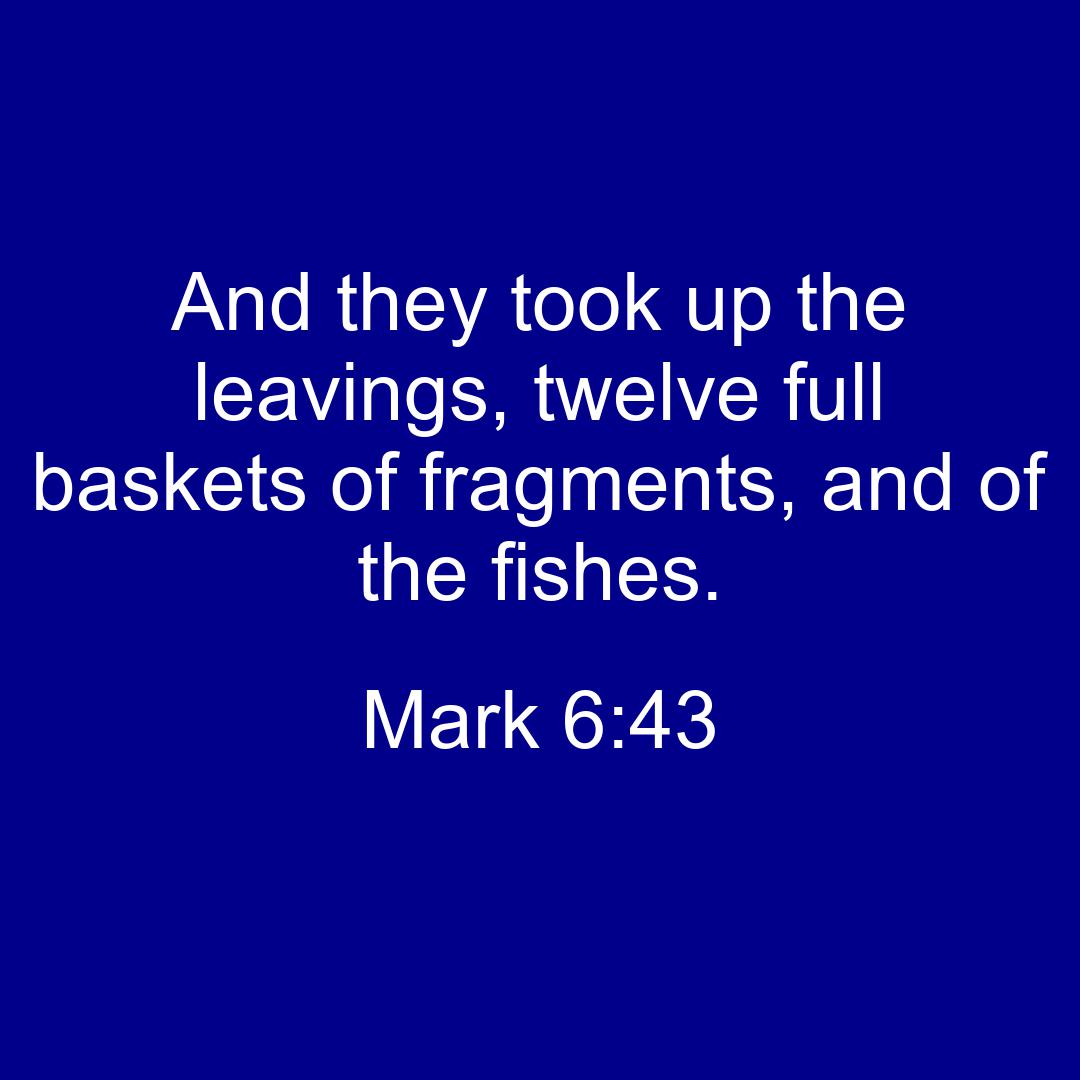 And they took up the
leavings, twelve full
baskets of fragments, and of
the fishes.
Mark 6:43